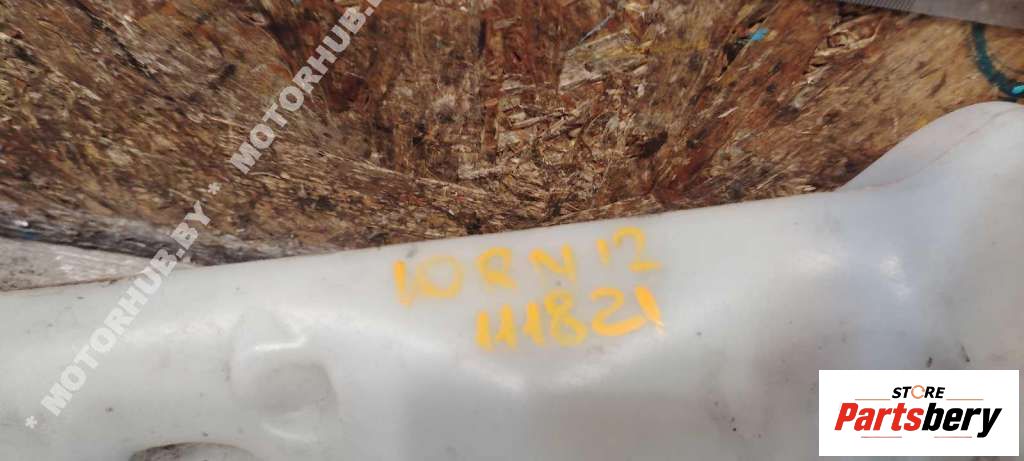 * MOTORHUB.BY * MOTORHUB.BY
10RN12
111821
STORE
Partsbery